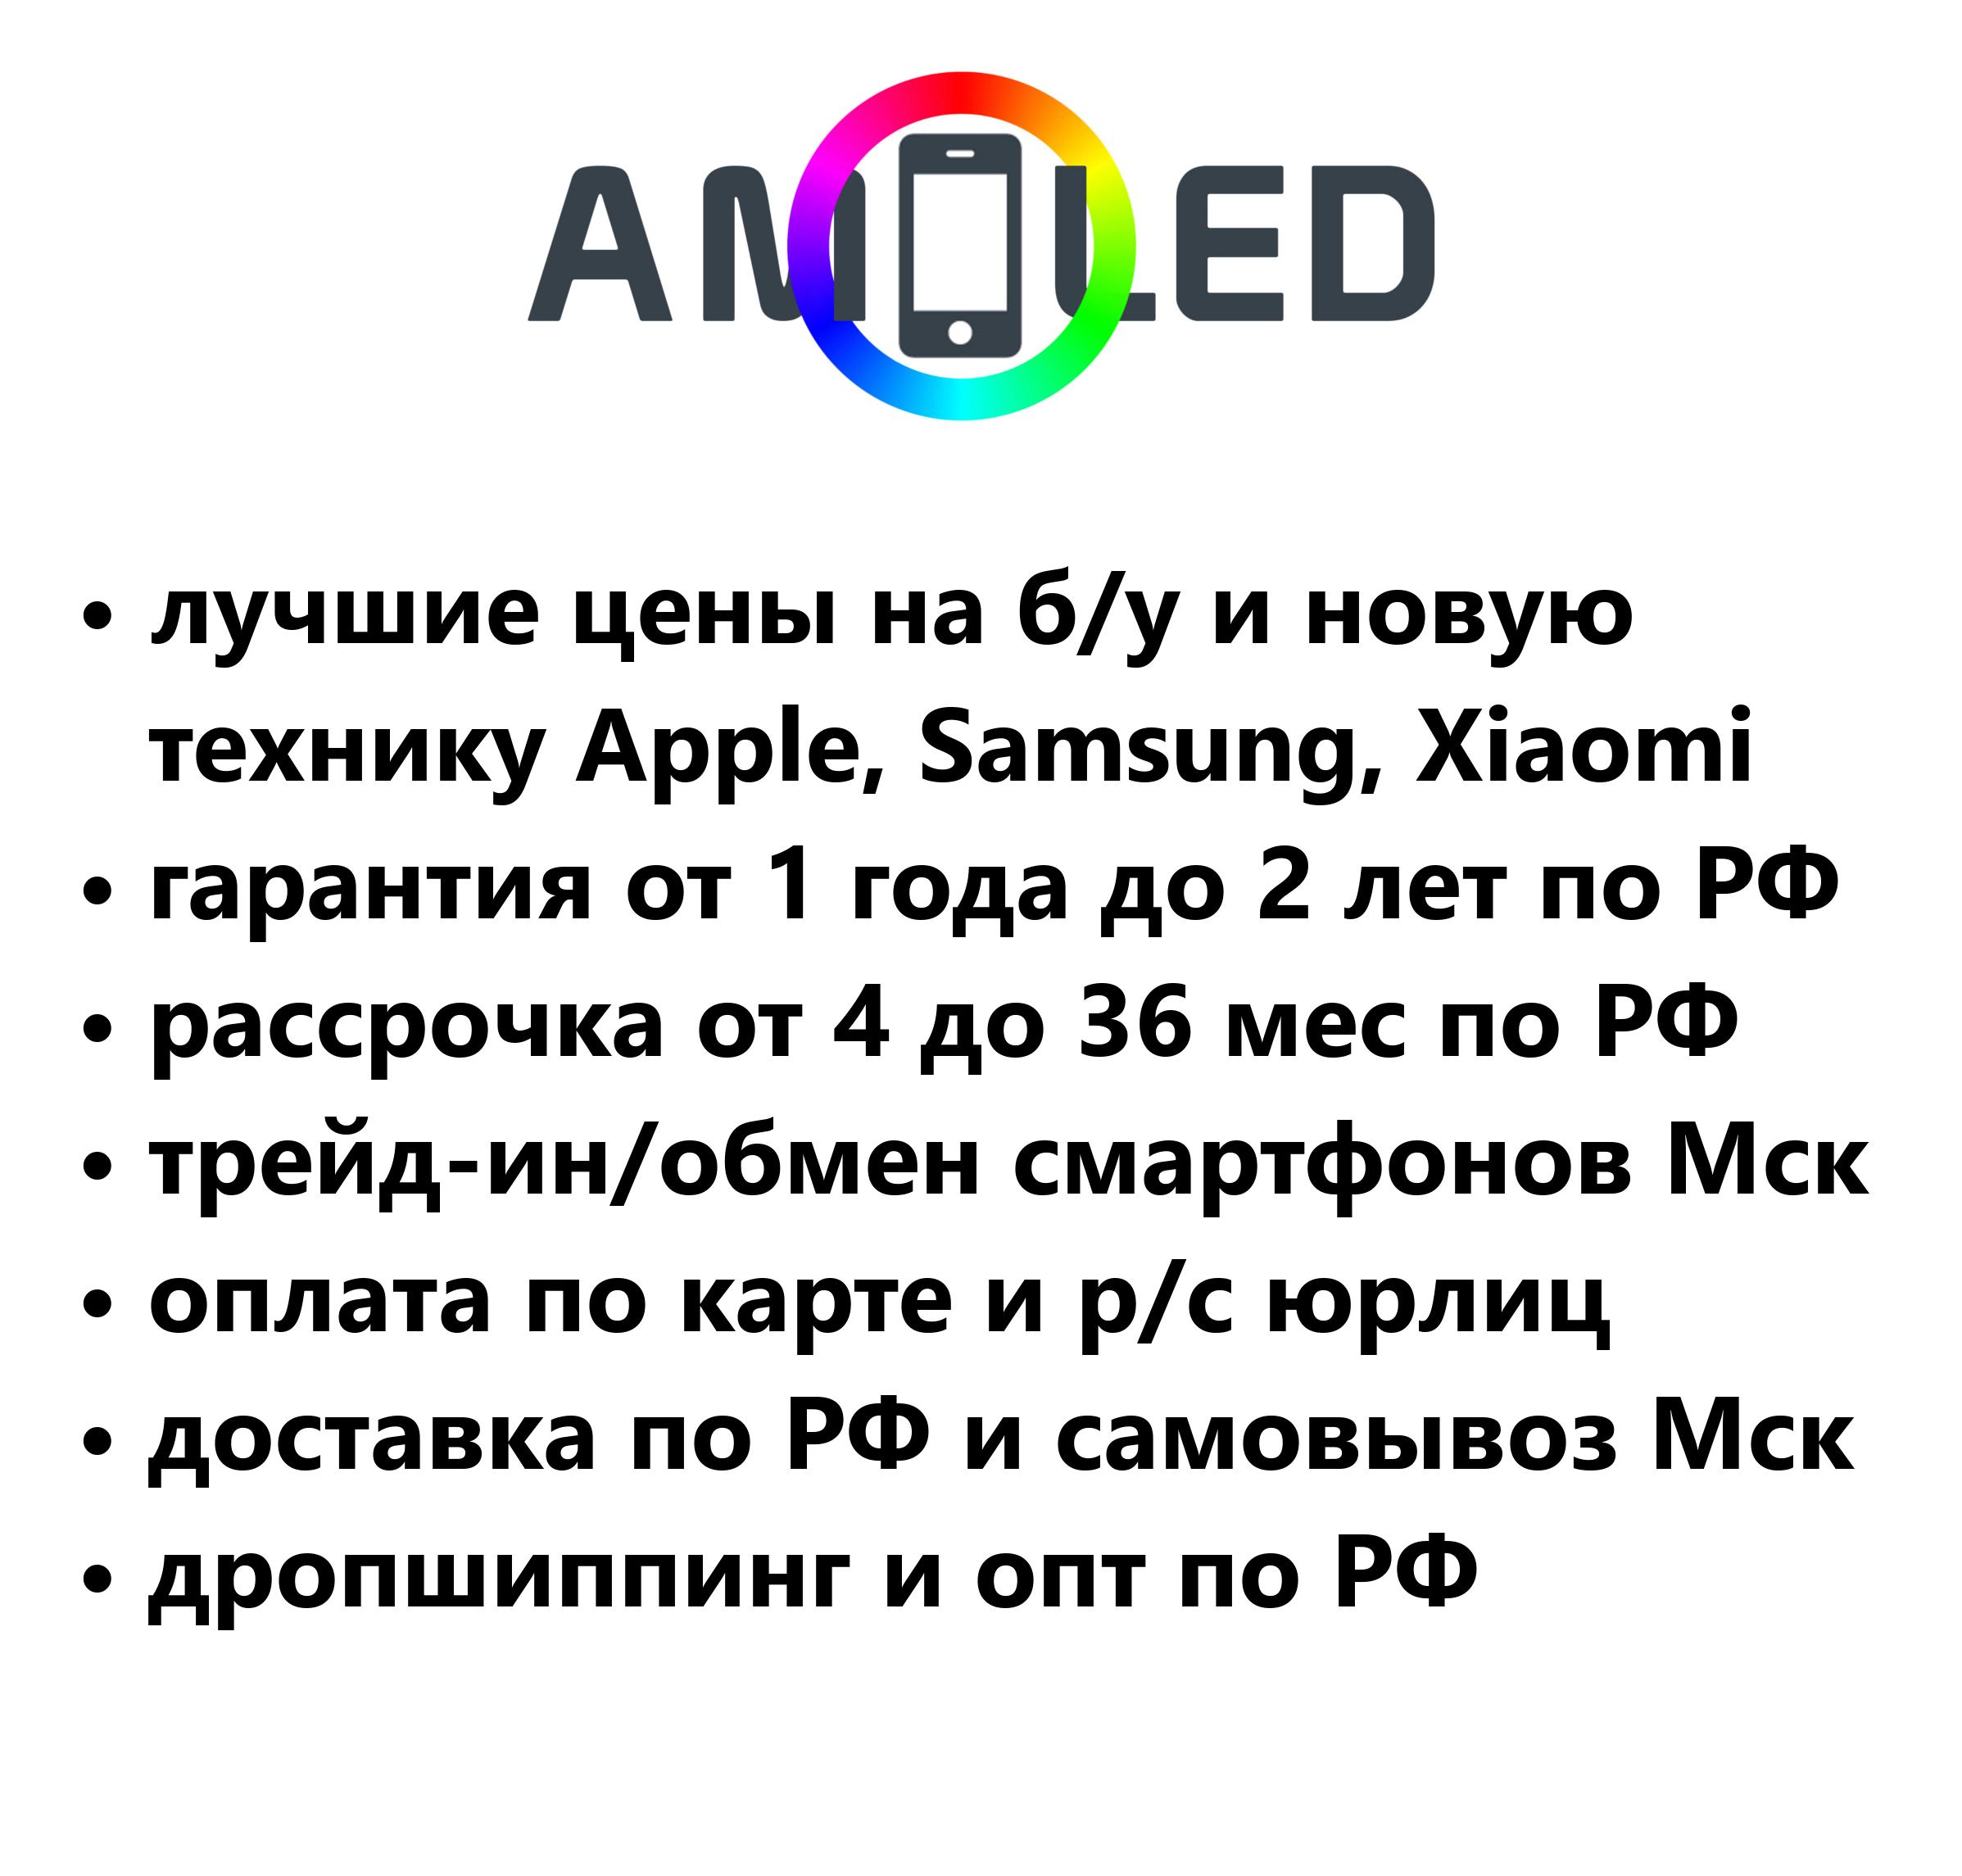 AMOLED
• лучшие цены на б/у и новую
технику Apple, Samsung, Xiaomi
• гарантия от 1 года до 2 лет по РФ
• рассрочка от 4 до 36 мес по РФ
• трейд-ин/обмен смартфонов Мск
• оплата по карте и р/с юрлиц
• доставка по РФ и самовывоз Мск
• дропшиппинг и опт по РФ